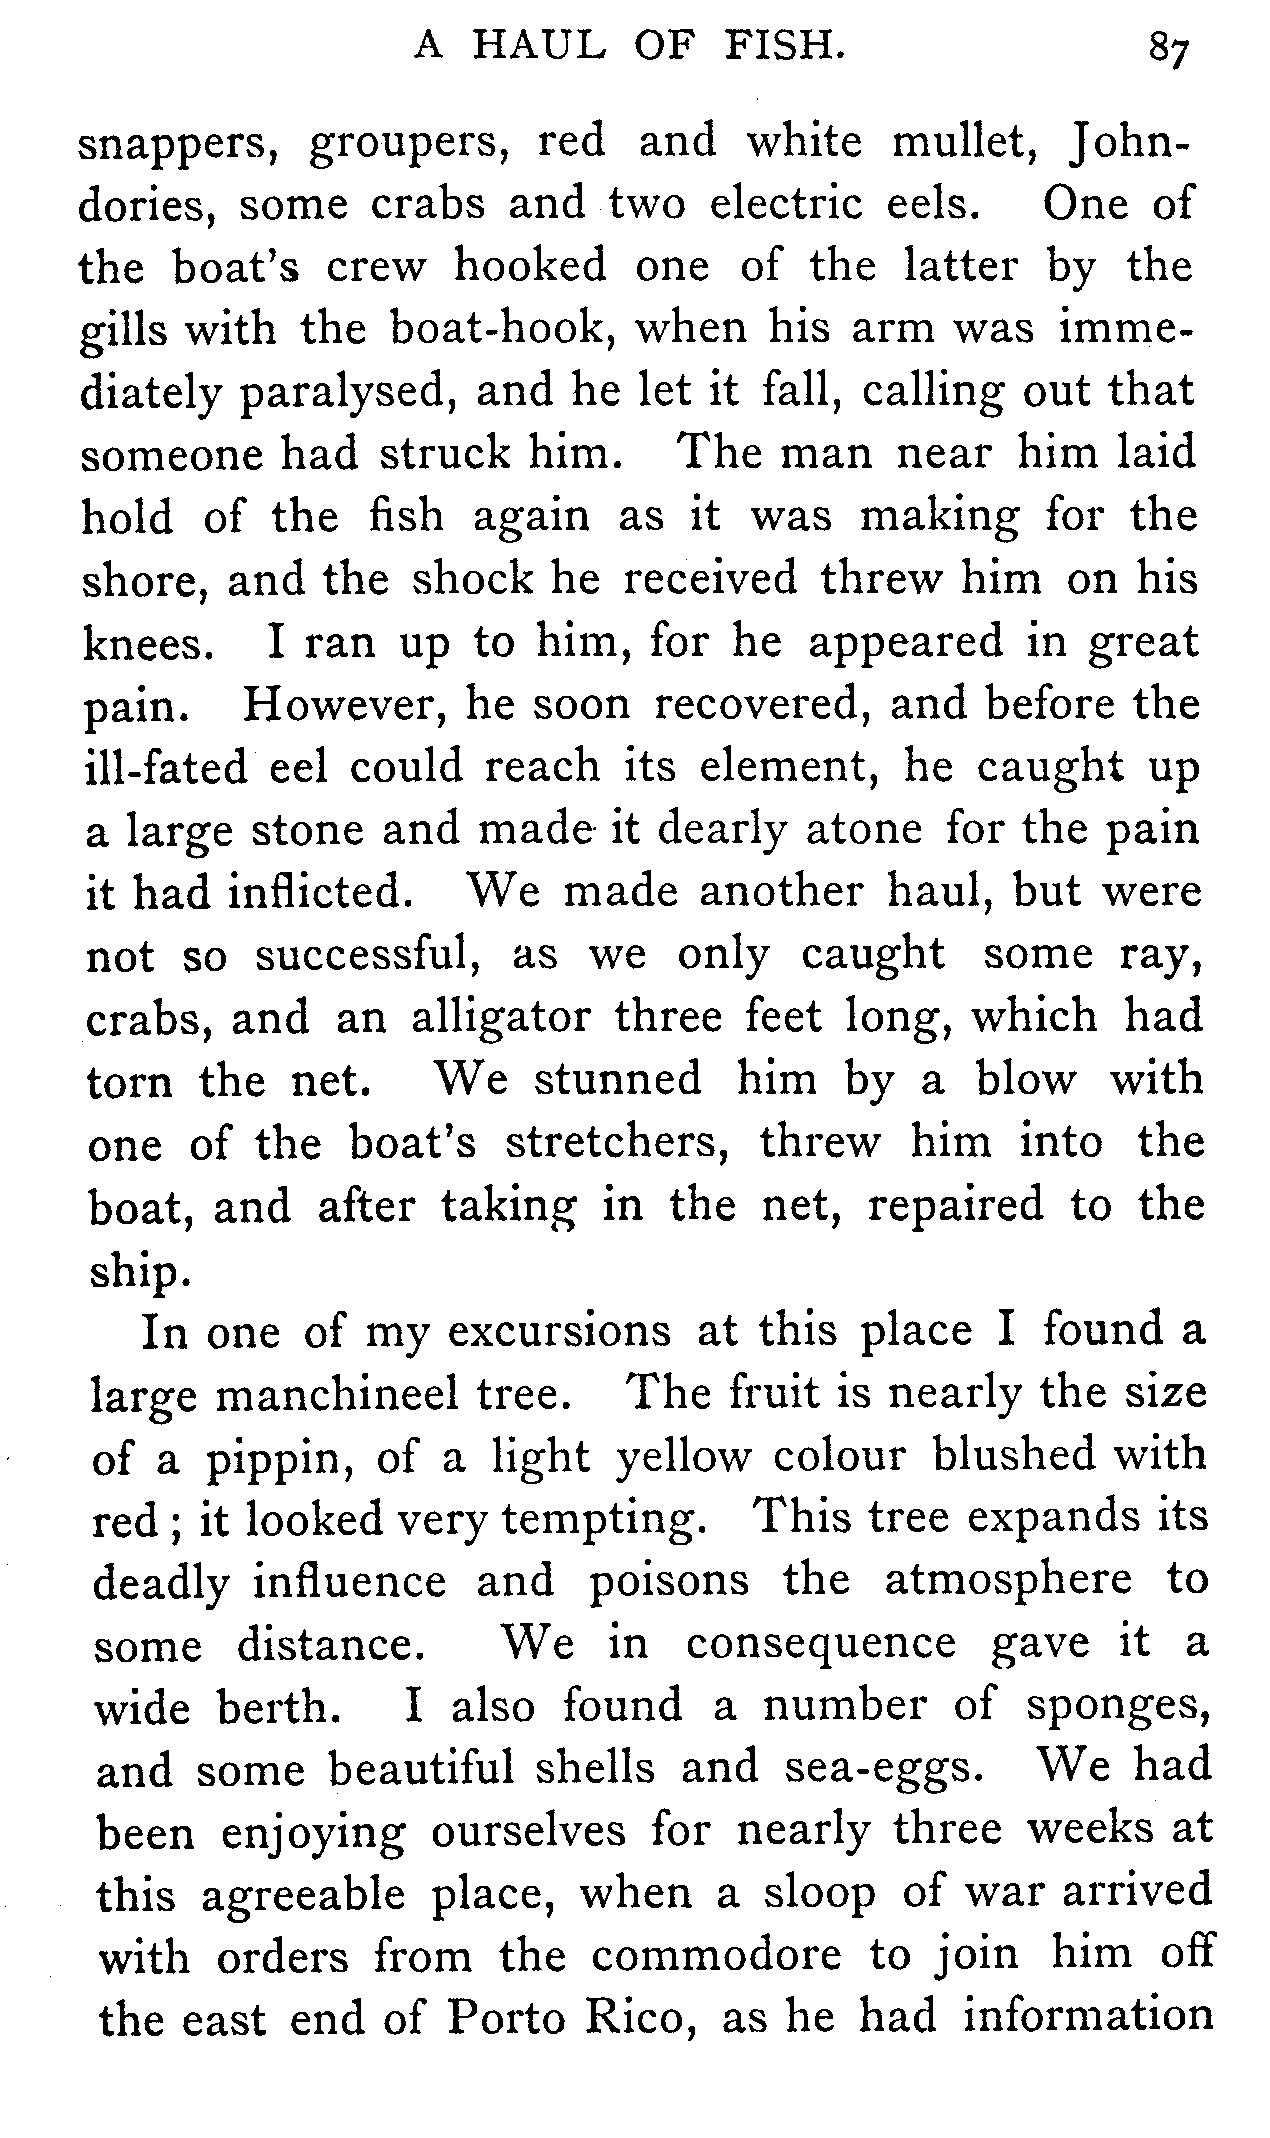 A HAUL OF FISH. 87
snappers, groupers, red and white mullet, John-
dories, some crabs and two electric eels. One of
the boat's crew hooked one of the latter by the
gills with the boat-hook, when his arm was imme-
diately paralysed, and he let it fall, calling out that
someone had struck him. The man near him laid
hold of the fish again as it was making for the
shore, and the shock he received threw him on his
knees. I ran up to him, for he appeared in great
pain. However, he soon recovered, and before the
ill-fated eel could reach its element, he caught up
a large stone and made it dearly atone for the pain
it had inflicted. We made another haul, but were
not so successful, as we only caught some ray,
crabs, and an alligator three feet long, which had
torn the net. We stunned him by a blow with
one of the boat's stretchers, threw him into the
boat, and after taking in the net, repaired to the
ship.
In one of my excursions at this place I found a
large manchineel tree. The fruit is nearly the size
of a pippin, of a light yellow colour blushed with
red ; it looked very tempting. This tree expands its
deadly influence and poisons the atmosphere to
some distance. We in consequence gave it a
wide berth. I also found a number of sponges,
and some beautiful shells and sea-eggs. We had
been enjoying ourselves for nearly three weeks at
this agreeable place, when a sloop of war arrived
with orders from the commodore to join him off
the east end of Porto Rico, as he had information